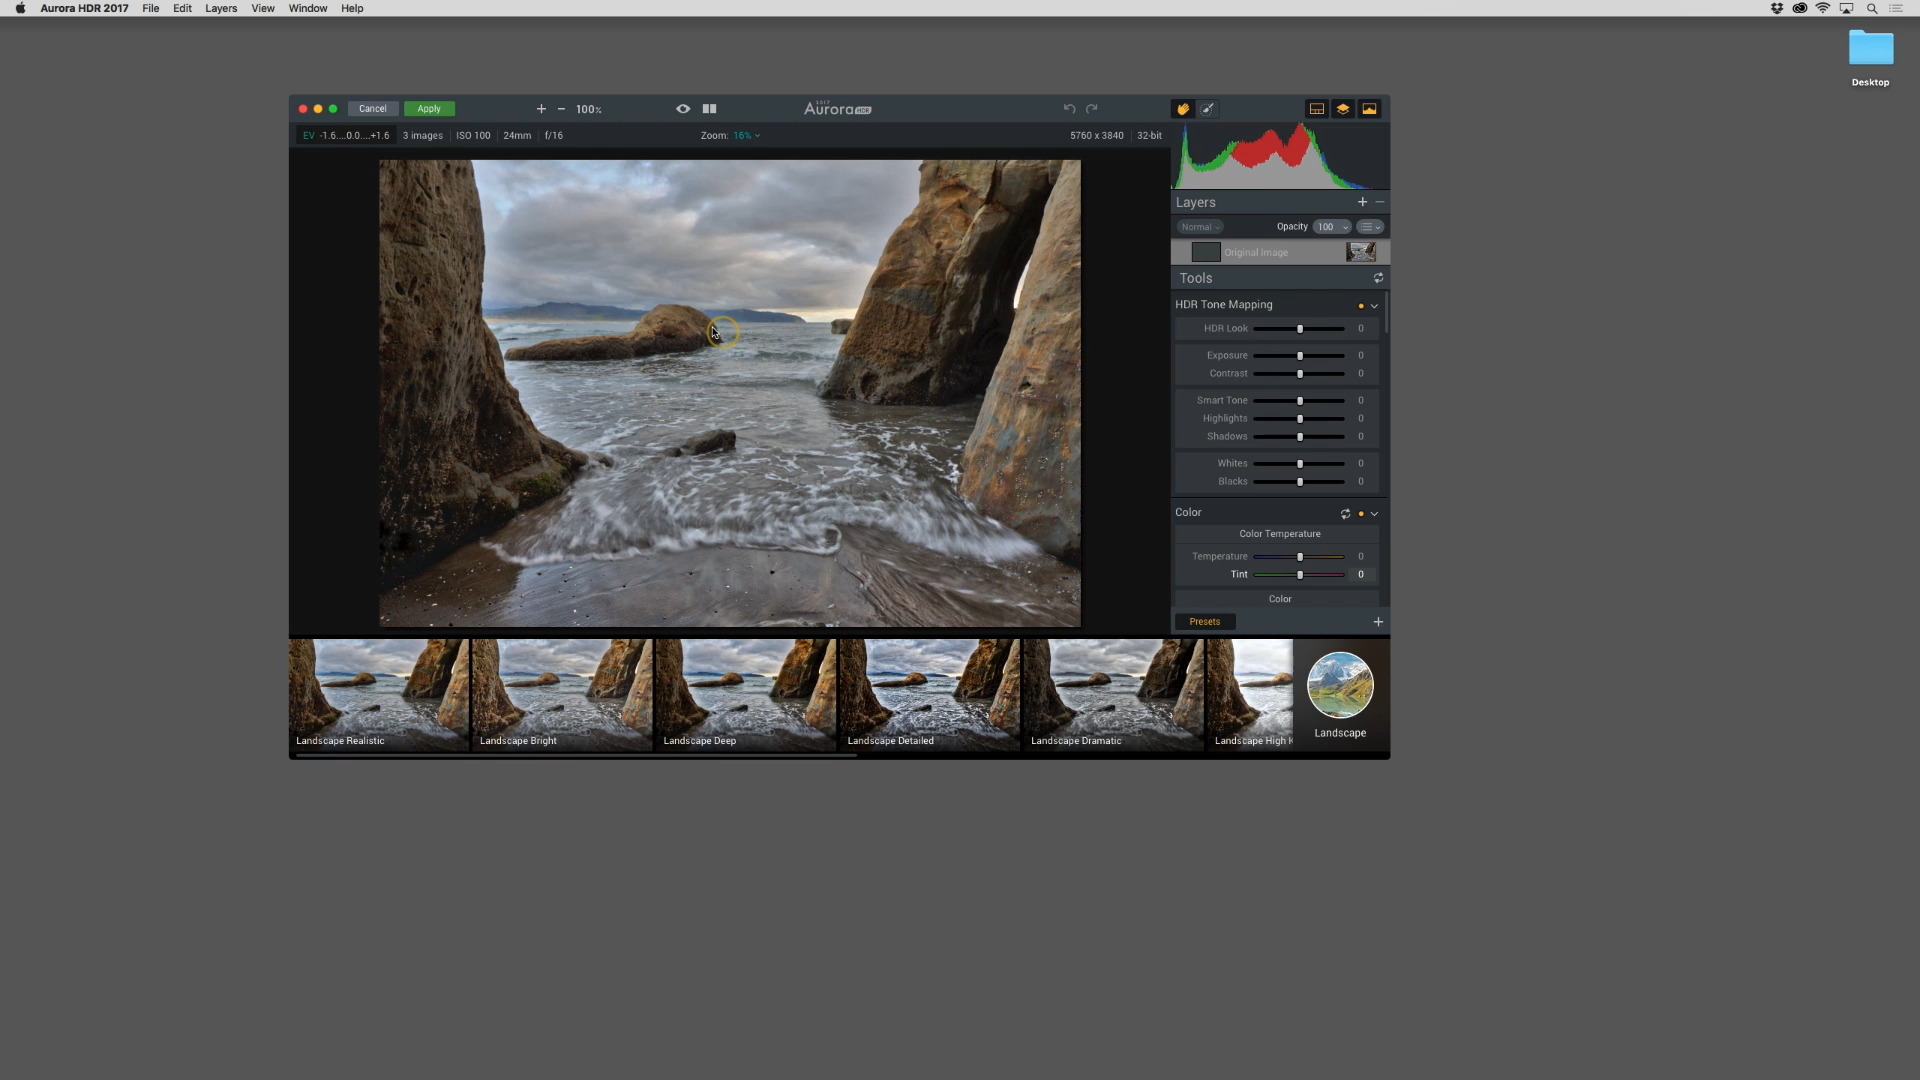 Aurora HDR 2017 File Edit Layers View Window Help
Desktop
Cancel Apply 100% 2017 Aurora HDR
EV -1.6....0.0....+1.6 3 images ISO 100 24mm f/16 Zoom: 16% 5760 x 3840 32-bit
Layers
Normal Opacity 100
Original Image
Tools
HDR Tone Mapping
HDR Look 0
Exposure 0
Contrast 0
Smart Tone 0
Highlights 0
Shadows 0
Whites 0
Blacks 0
Color
Color Temperature
Temperature 0
Tint 0
Color
Presets
Landscape Realistic Landscape Bright Landscape Deep Landscape Detailed Landscape Dramatic Landscape High K
Landscape